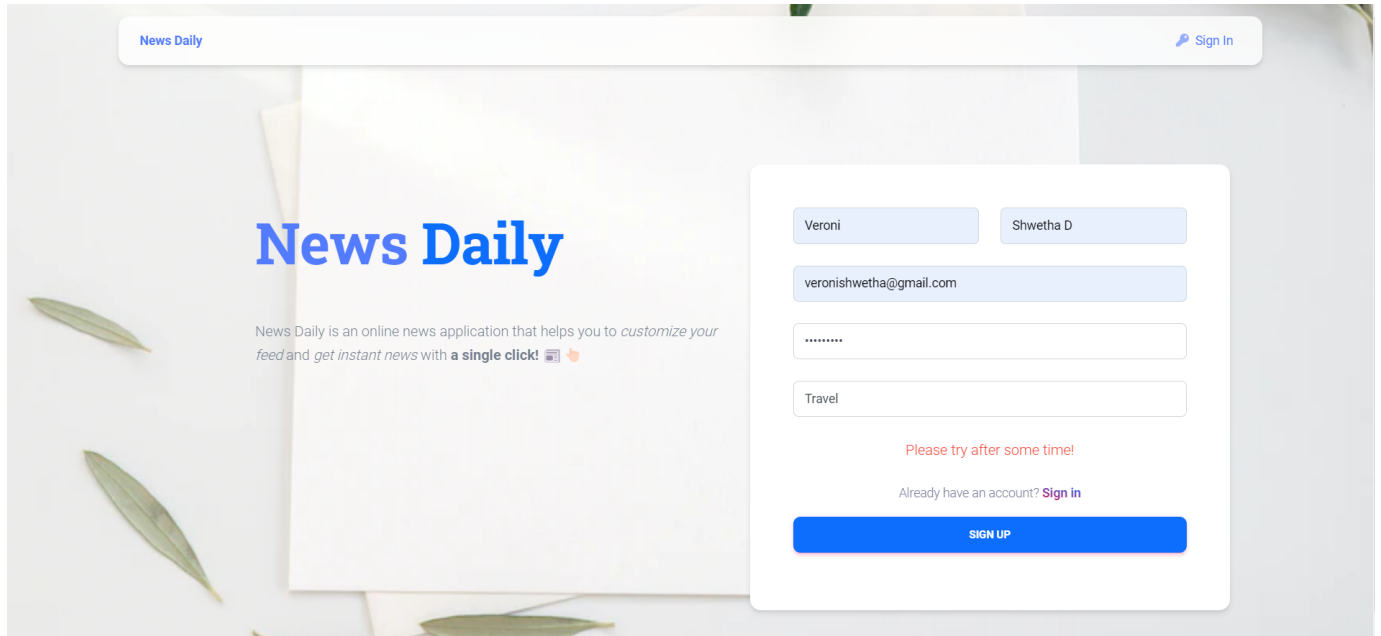 News Daily
Sign In
News Daily
News Daily is an online news application that helps you to customize your
feed and get instant news with a single click!
Veroni
Shwetha D
veronishwetha@gmail.com
•••••••••
Travel
Please try after some time!
Already have an account? Sign in
SIGN UP